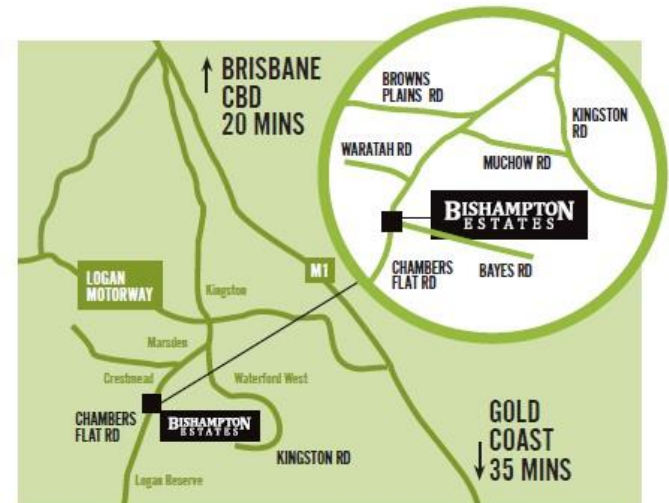 BRISBANE
CBD
20 MINS
BROWNS
PLAINS RD
KINGSTON
RD
WARATAH RD
MUCHOW RD
BISHAMPTON
ESTATES
CHAMBERS
FLAT RD
BAYES RD
M1
LOGAN
MOTORWAY
Kingston
Marsden
Crestmead
Waterford West
CHAMBERS
FLAT RD
BISHAMPTON
ESTATES
KINGSTON RD
Logan Reserve
GOLD
COAST
35 MINS